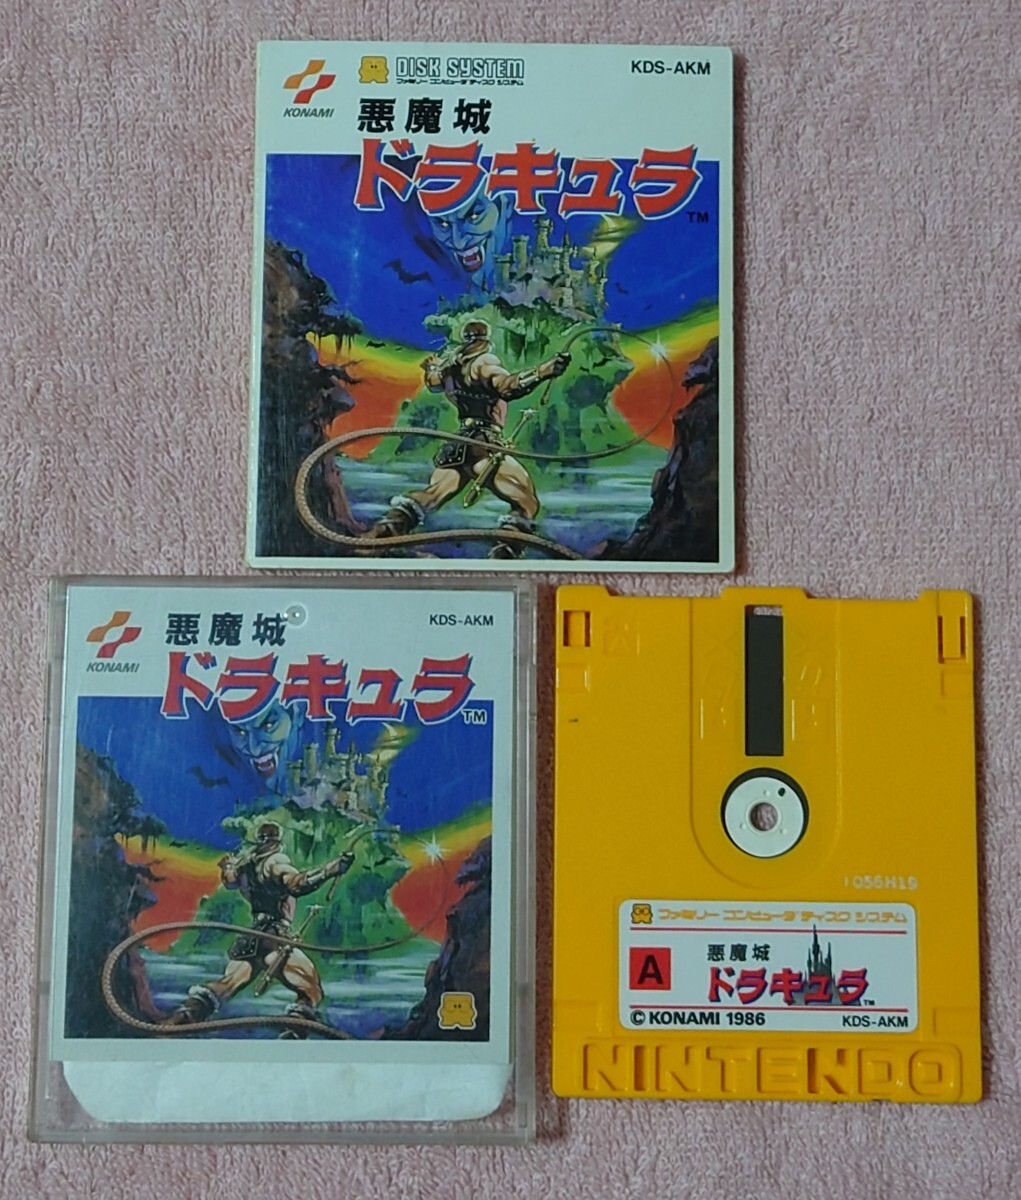 KONAMI
DISK SYSTEM
ファミリー コンピュータ ディスク システム
KDS-AKM
悪魔城
ドラキュラ
TM
KONAMI
悪魔城
KDS-AKM
ドラキュラ
TM
1056H19
ファミリー コンピュータ ディスク システム
A
悪魔城
ドラキュラ
TM
© KONAMI 1986
KDS-AKM
NINTENDO